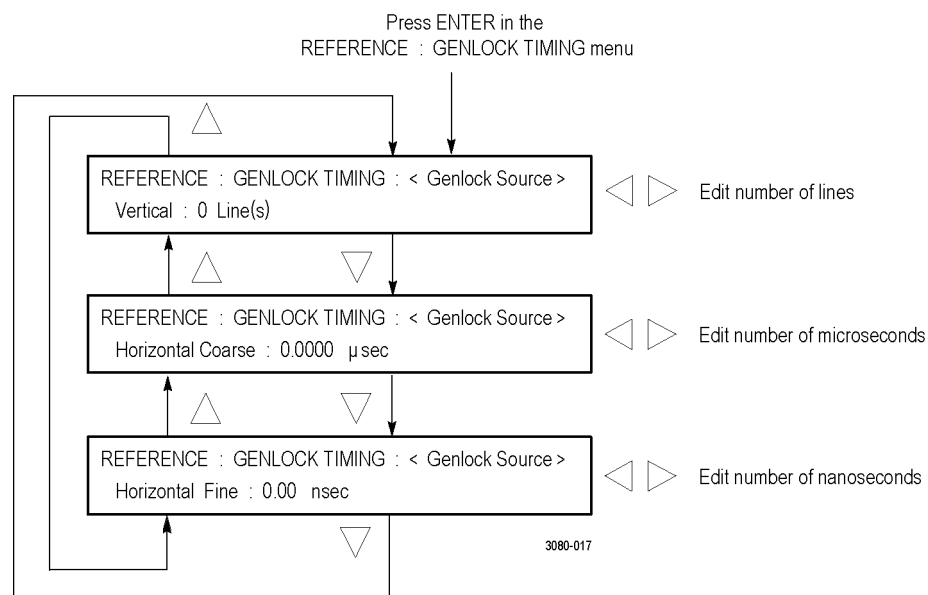 Press ENTER in the
REFERENCE : GENLOCK TIMING menu
REFERENCE : GENLOCK TIMING : < Genlock Source >
Vertical : 0 Line(s)
Edit number of lines
REFERENCE : GENLOCK TIMING : < Genlock Source >
Horizontal Coarse : 0.0000 µsec
Edit number of microseconds
REFERENCE : GENLOCK TIMING : < Genlock Source >
Horizontal Fine : 0.00 nsec
Edit number of nanoseconds
3080-017